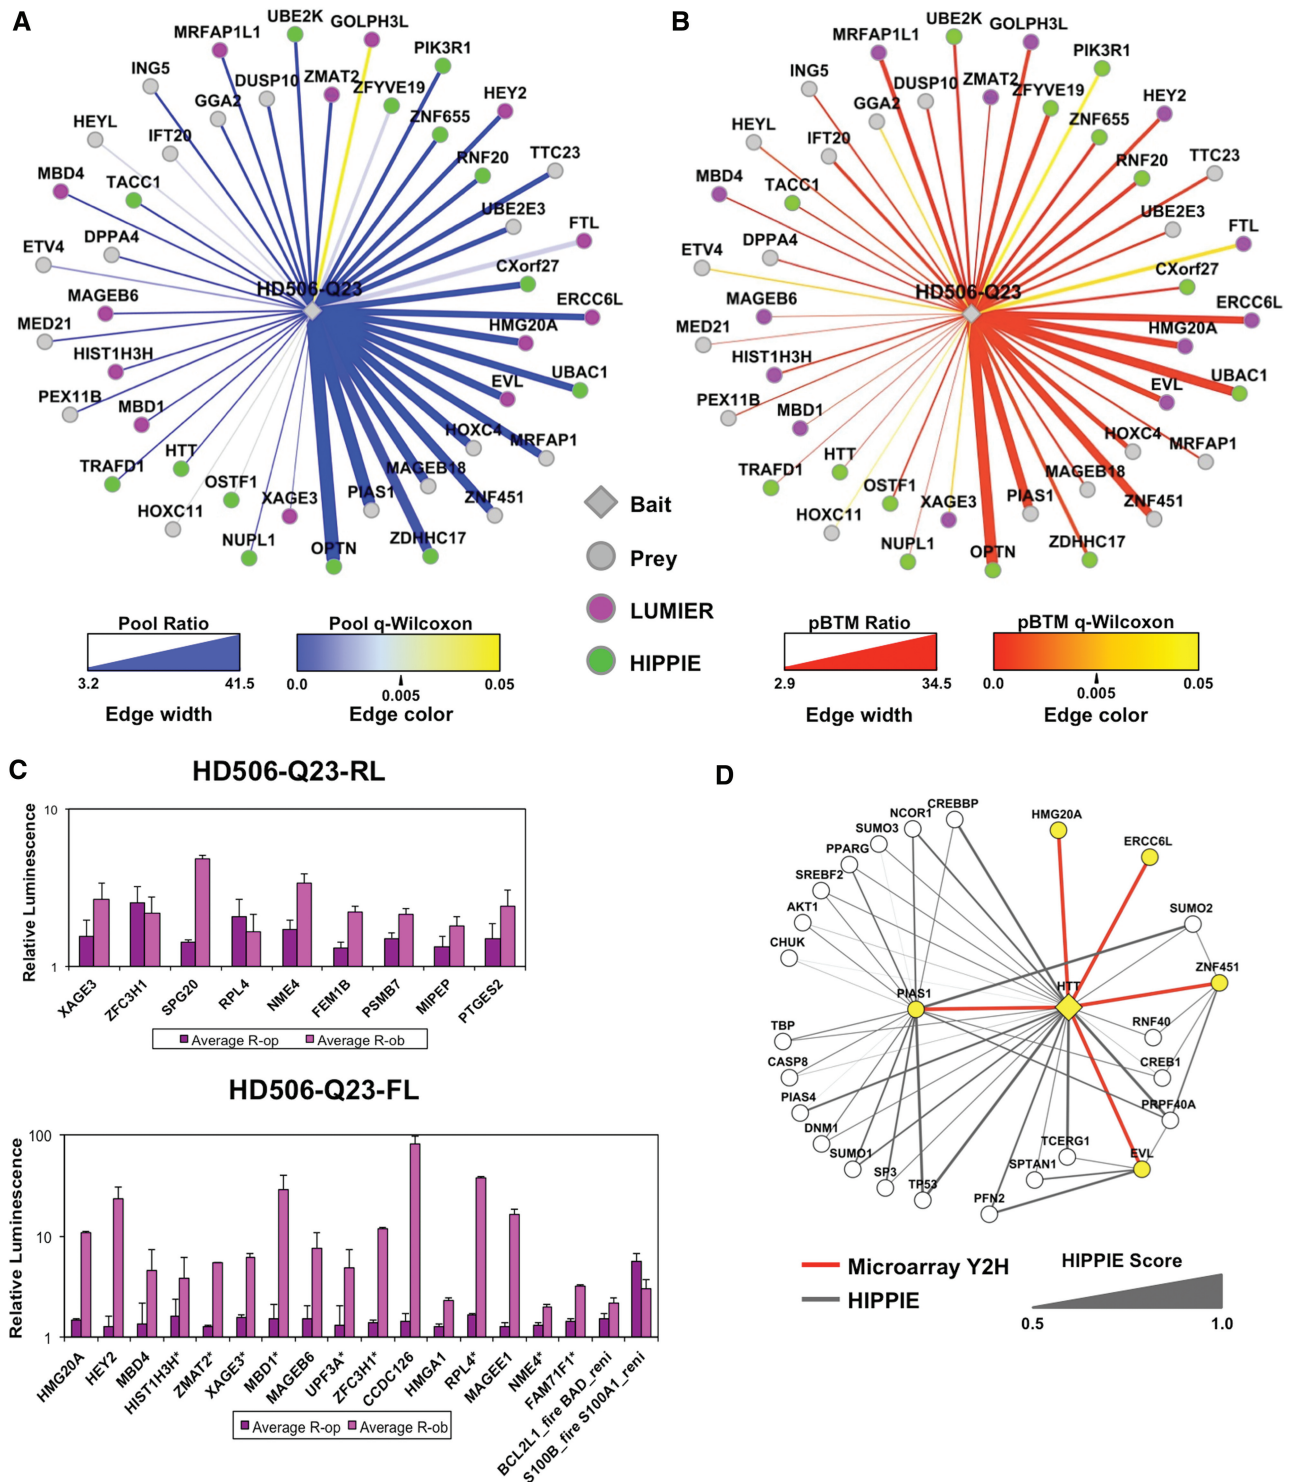 A
UBE2K
GOLPH3L
MRFAP1L1
PIK3R1
ING5
DUSP10
ZMAT2
ZFYVE19
GGA2
HEY2
ZNF655
HEYL
IFT20
RNF20
TTC23
MBD4
TACC1
UBE2E3
FTL
ETV4
DPPA4
CXorf27
HD506-Q23
MAGEB6
ERCC6L
MED21
HMG20A
HIST1H3H
UBAC1
EVL
PEX11B
MBD1
HOXC4
MRFAP1
HTT
TRAFD1
MAGEB18
OSTF1
PIAS1
ZNF451
HOXC11
XAGE3
NUPL1
OPTN
ZDHHC17
Pool Ratio
3.2
41.5
Edge width
Pool q-Wilcoxon
0.0
0.005
0.05
Edge color
Bait
Prey
LUMIER
HIPPIE
B
UBE2K
GOLPH3L
MRFAP1L1
PIK3R1
ING5
DUSP10
ZMAT2
ZFYVE19
GGA2
HEY2
ZNF655
HEYL
IFT20
RNF20
TTC23
MBD4
TACC1
UBE2E3
FTL
ETV4
DPPA4
CXorf27
HD506-Q23
MAGEB6
ERCC6L
MED21
HMG20A
HIST1H3H
UBAC1
EVL
PEX11B
MBD1
HOXC4
MRFAP1
HTT
TRAFD1
MAGEB18
OSTF1
PIAS1
ZNF451
HOXC11
XAGE3
NUPL1
OPTN
ZDHHC17
pBTM Ratio
2.9
34.5
Edge width
pBTM q-Wilcoxon
0.0
0.005
0.05
Edge color
C
HD506-Q23-RL
Relative Luminescence
10
1
XAGE3
ZFC3H1
SPG20
RPL4
NME4
FEM1B
PSMB7
MIPEP
PTGES2
Average R-op
Average R-ob
HD506-Q23-FL
Relative Luminescence
100
10
1
HMG20A
HEY2
MBD4
HIST1H3H*
ZMAT2*
XAGE3*
MBD1*
MAGEB6
UPF3A*
ZFC3H1*
CCDC126
HMGA1
RPL4*
MAGEE1
NME4*
FAM71F1*
BCL2L1_fire BAD_reni
S100B_fire S100A1_reni
Average R-op
Average R-ob
D
CREBBP
NCOR1
HMG20A
SUMO3
ERCC6L
PPARG
SREBF2
AKT1
SUMO2
CHUK
ZNF451
PIAS1
HTT
TBP
RNF40
CASP8
CREB1
PIAS4
PRPF40A
DNM1
TCERG1
SUMO1
EVL
SPTAN1
SP3
TP53
PFN2
Microarray Y2H
HIPPIE
HIPPIE Score
0.5
1.0